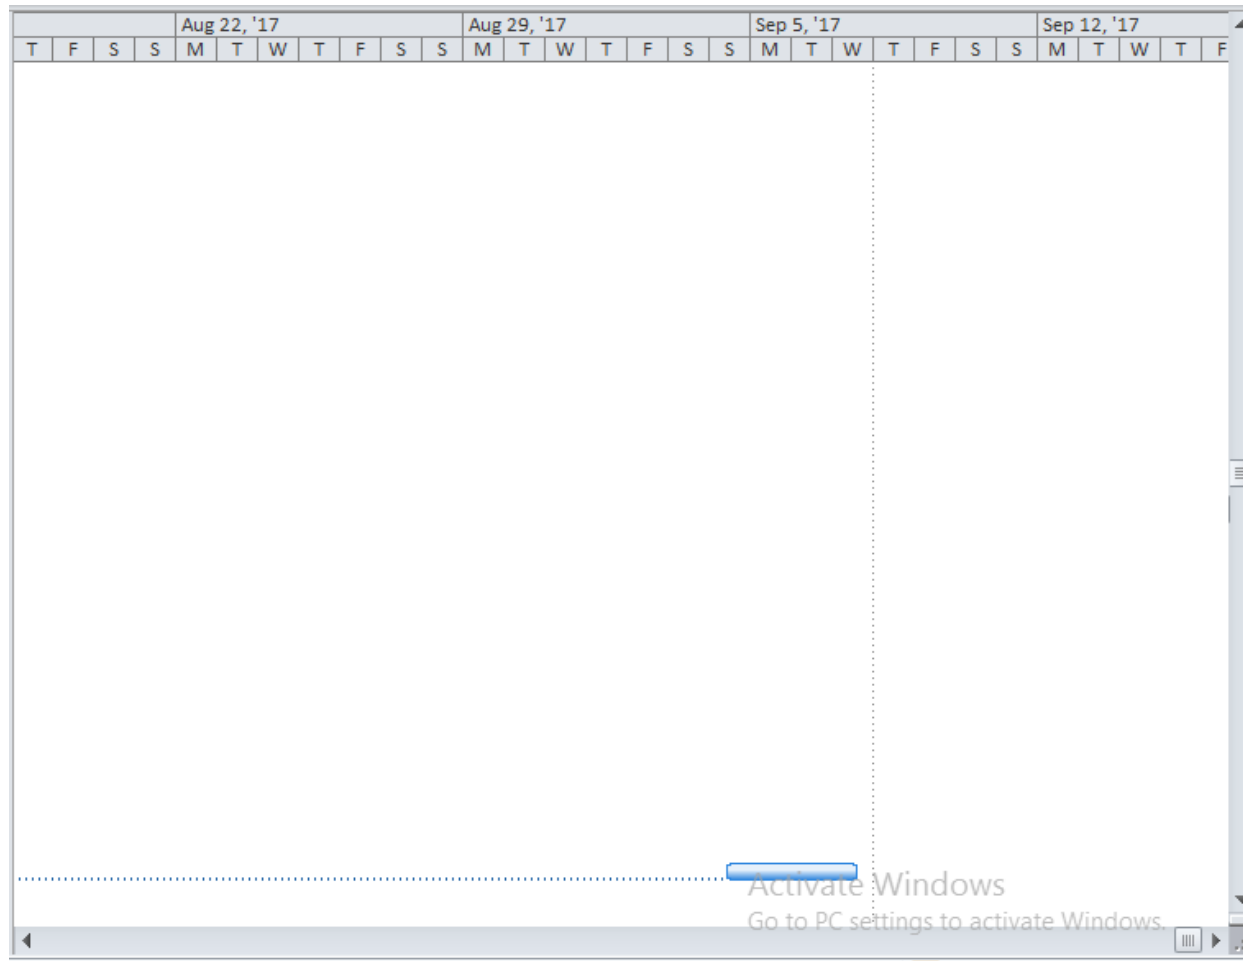 Aug 22, '17 Aug 29, '17 Sep 5, '17 Sep 12, '17
T F S S M T W T F S S M T W T F S S M T W T F S S M T W T F
Activate Windows
Go to PC settings to activate Windows.